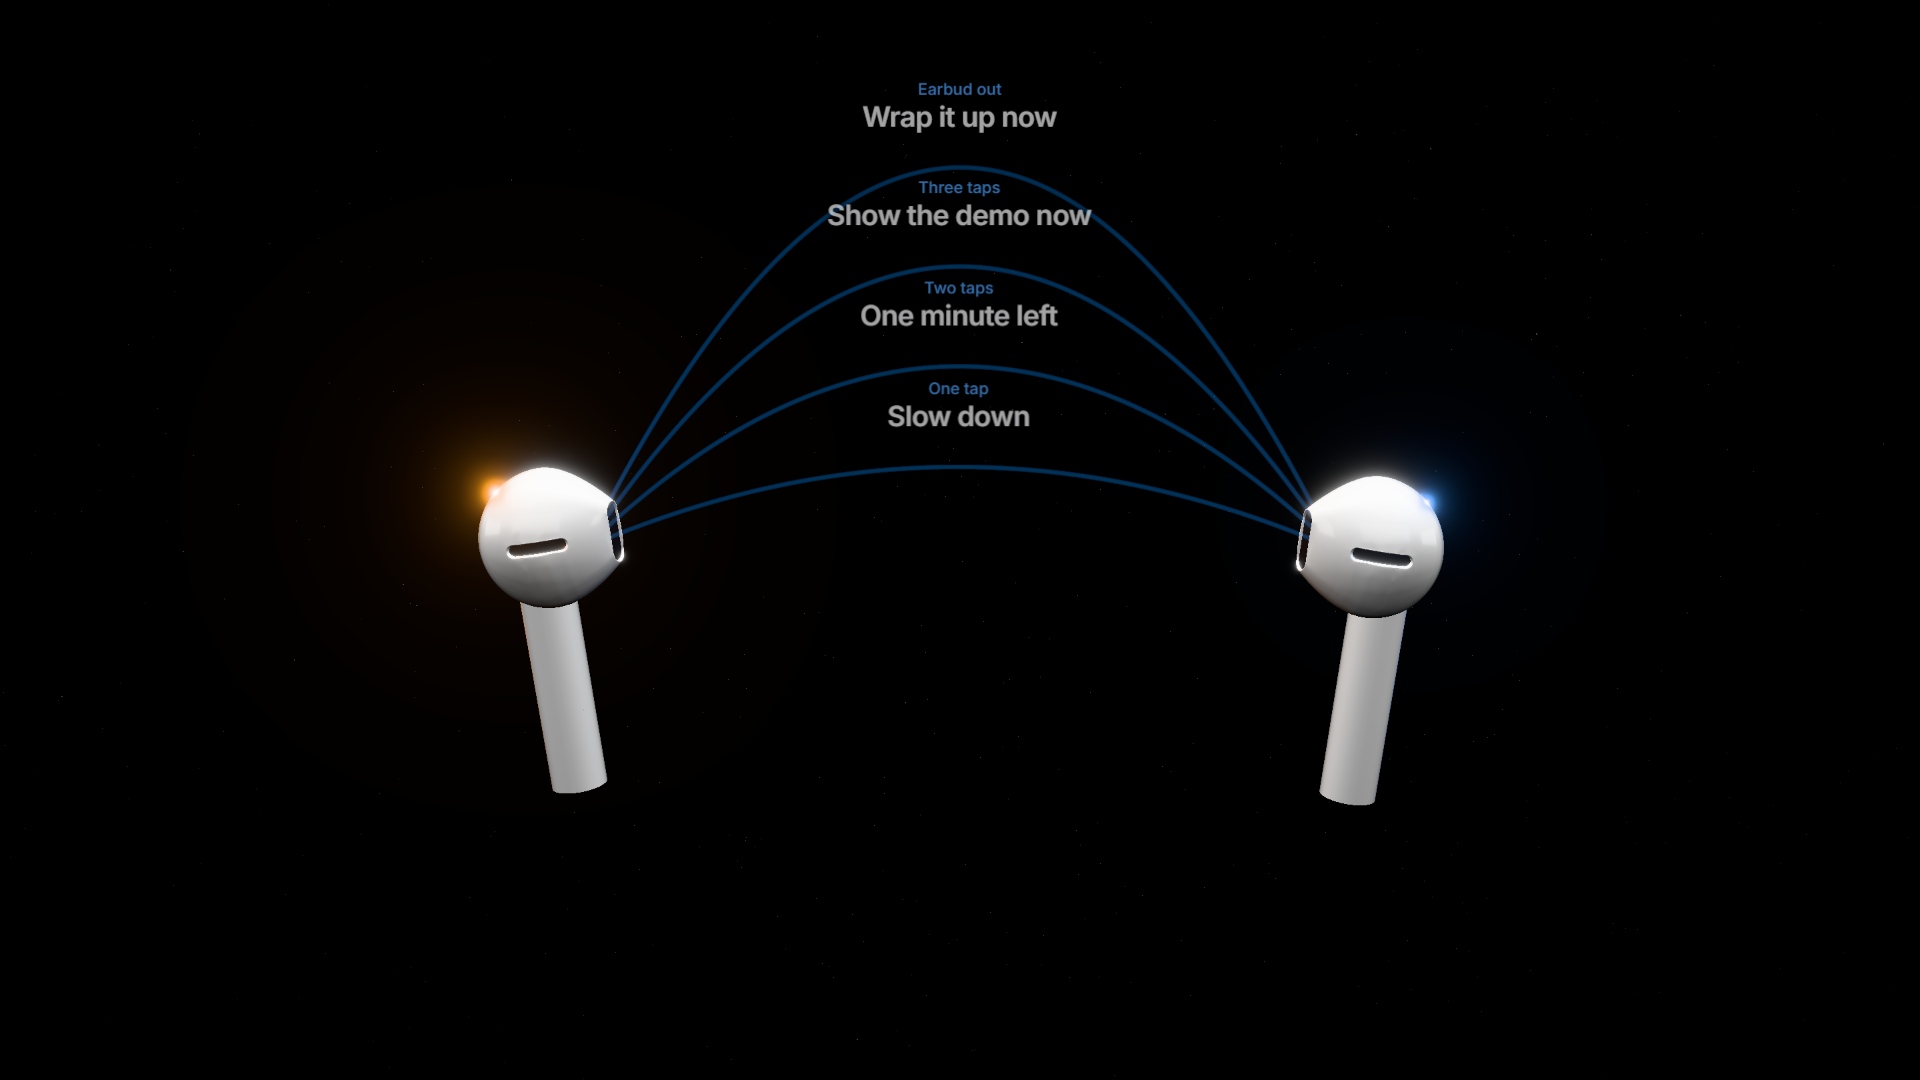 Earbud out
Wrap it up now
Three taps
Show the demo now
Two taps
One minute left
One tap
Slow down